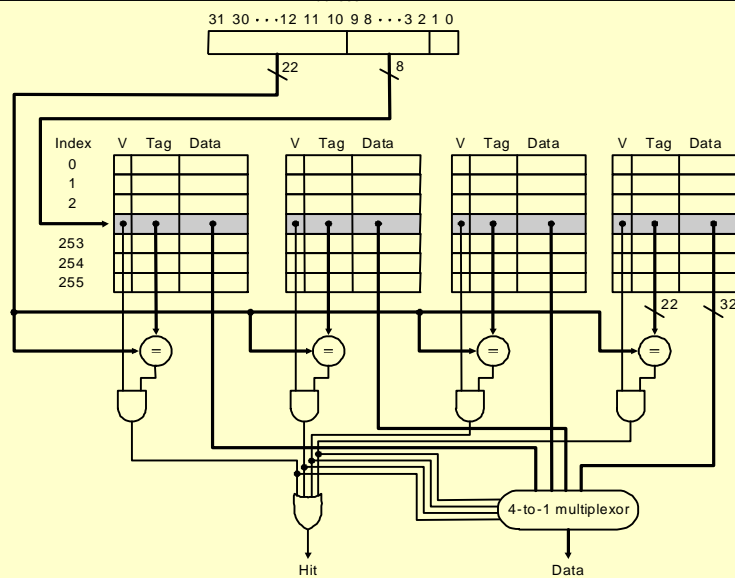 31 30 ···12 11 10 9 8 ···3 2 1 0
22 8
Index V Tag Data V Tag Data V Tag Data V Tag Data
0
1
2
253
254
255
22 32
= = = =
4-to-1 multiplexor
Hit Data